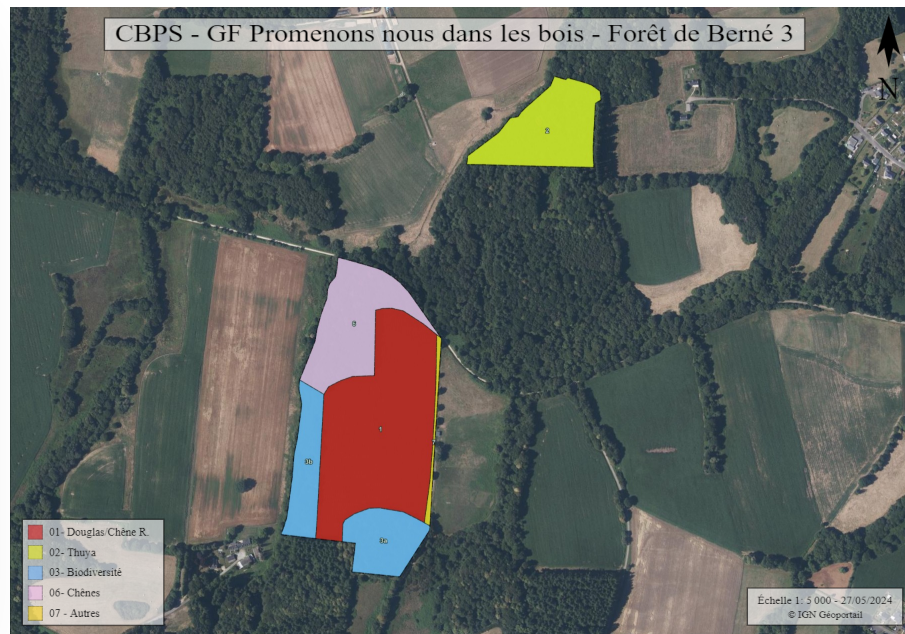 CBPS - GF Promenons nous dans les bois - Forêt de Berné 3
N
2
6
1
3b
3a
01- Douglas/Chêne R.
02- Thuya
03- Biodiversité
06- Chênes
07 - Autres
Échelle 1: 5 000 - 27/05/2024
© IGN Géoportail